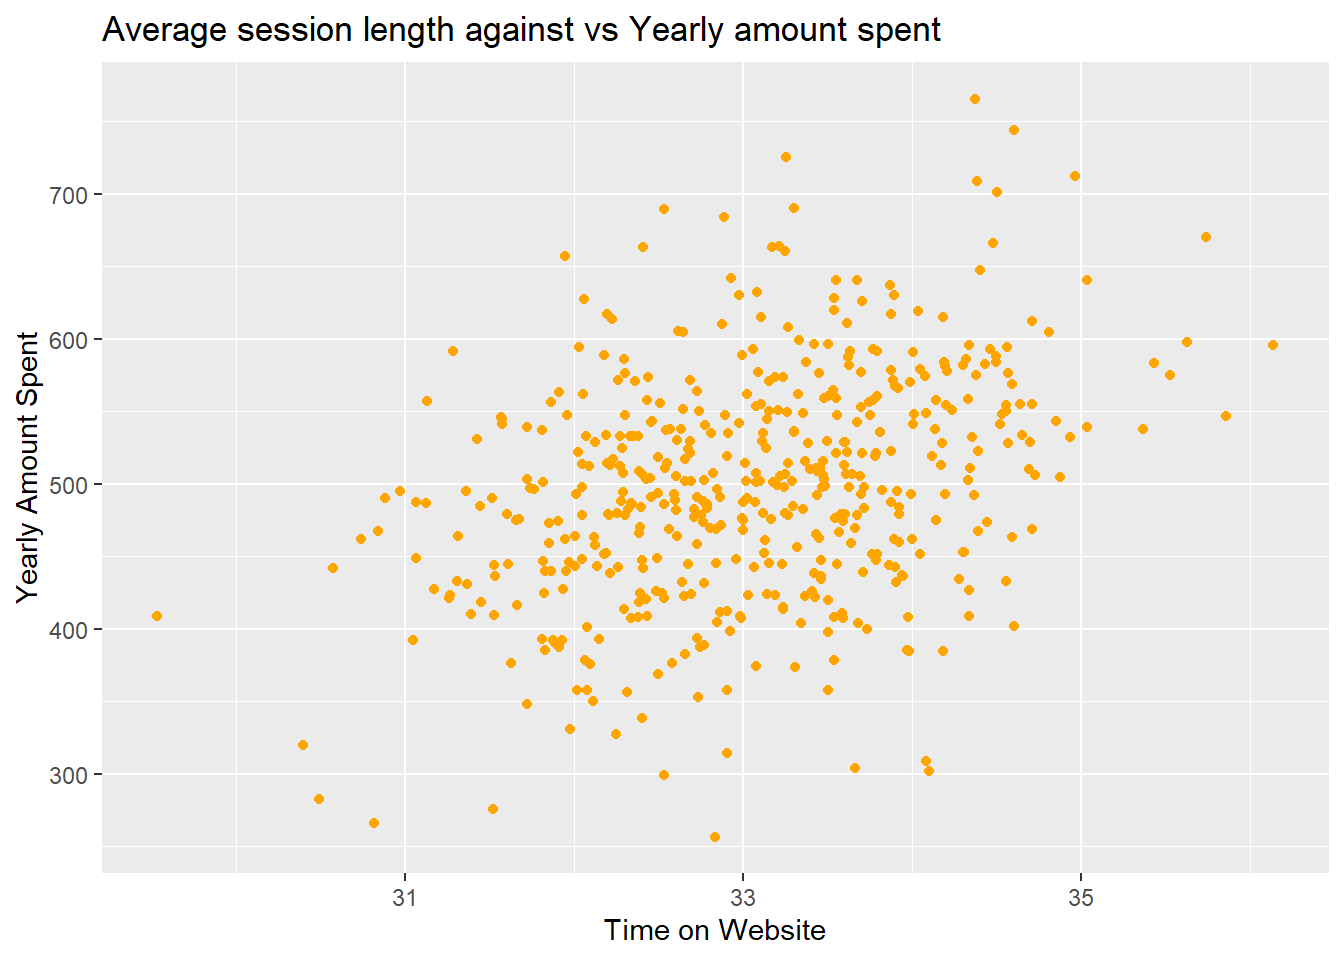 Average session length against vs Yearly amount spent
Yearly Amount Spent
700
600
500
400
300
31 33 35
Time on Website